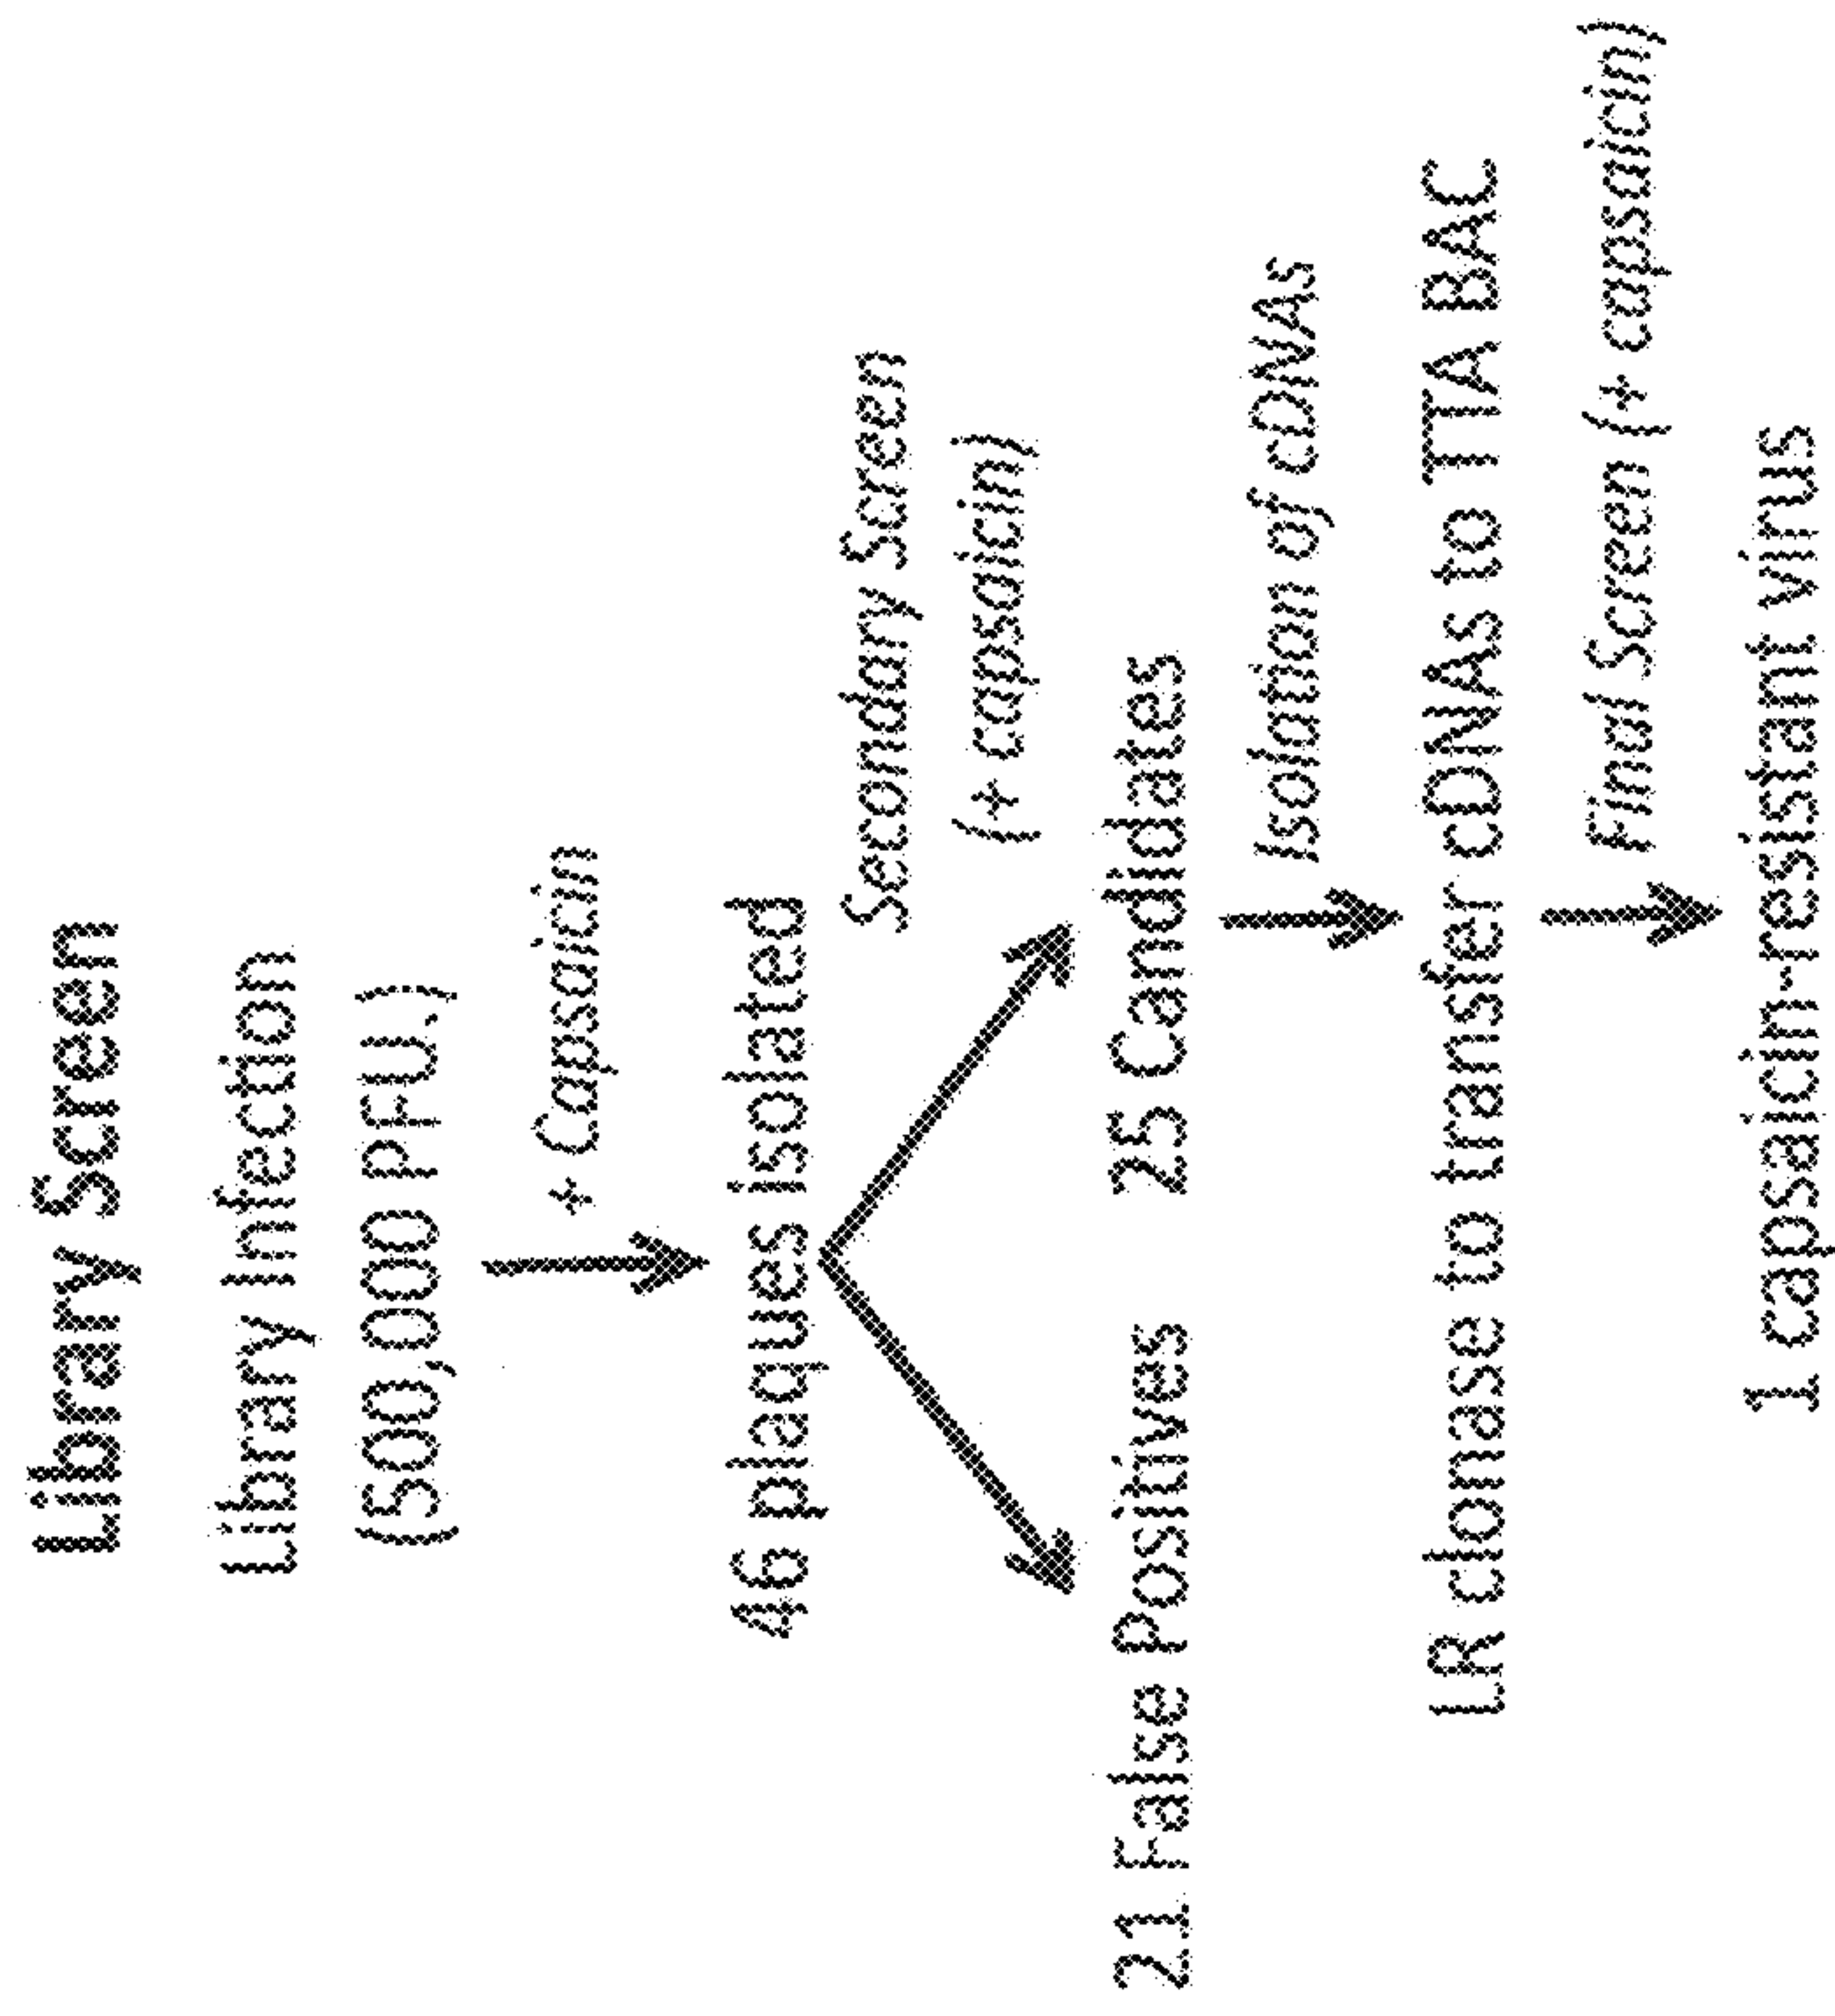 Library Screen
Library Infection
(500,000 PFU,)
+ Capsaicin
46 plaques isolated
Secondary Screen
(+ capsaicin)
21 False Positives
25 Candidates
Isolation of cDNAs
LR clonase to transfer cDNAs to TTA BAC
Final Screen (+ capsaicin)
1 capsaicin-resistant virus